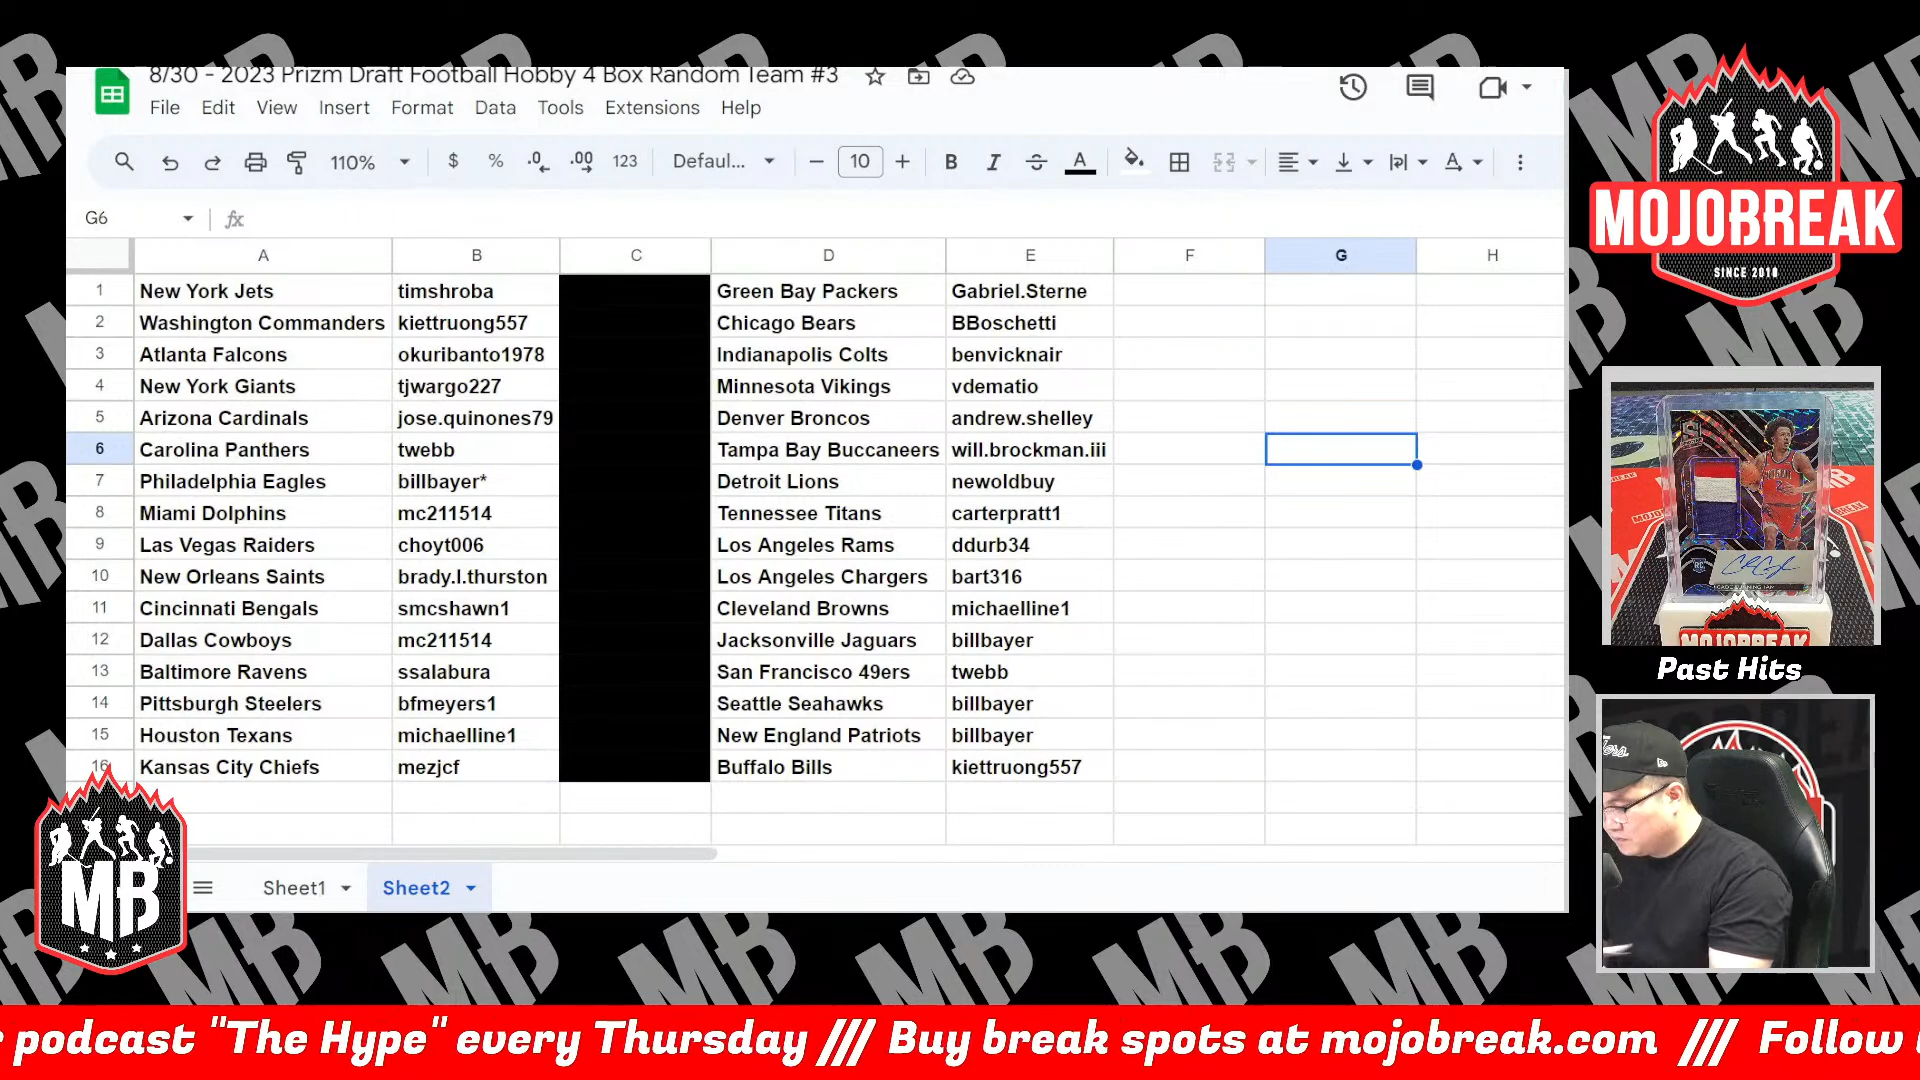 8/30 - 2023 Prizm Draft Football Hobby 4 Box Random Team #3
File Edit View Insert Format Data Tools Extensions Help
110% $ % .0 .00 123 Defaul... 10 B I A
G6 fx
A B C D E F G H
1 New York Jets timshroba Green Bay Packers Gabriel.Sterne
2 Washington Commanders kiettruong557 Chicago Bears BBoschetti
3 Atlanta Falcons okuribanto1978 Indianapolis Colts benvicknair
4 New York Giants tjwargo227 Minnesota Vikings vdematio
5 Arizona Cardinals jose.quinones79 Denver Broncos andrew.shelley
6 Carolina Panthers twebb Tampa Bay Buccaneers will.brockman.iii
7 Philadelphia Eagles billbayer* Detroit Lions newoldbuy
8 Miami Dolphins mc211514 Tennessee Titans carterpratt1
9 Las Vegas Raiders choyt006 Los Angeles Rams ddurb34
10 New Orleans Saints brady.l.thurston Los Angeles Chargers bart316
11 Cincinnati Bengals smcshawn1 Cleveland Browns michaelline1
12 Dallas Cowboys mc211514 Jacksonville Jaguars billbayer
13 Baltimore Ravens ssalabura San Francisco 49ers twebb
14 Pittsburgh Steelers bfmeyers1 Seattle Seahawks billbayer
15 Houston Texans michaelline1 New England Patriots billbayer
16 Kansas City Chiefs mezjcf Buffalo Bills kiettruong557
Sheet1 Sheet2
MB
MOJOBREAK
SINCE 2010
RC
MOJOBREAK
Past Hits
podcast "The Hype" every Thursday /// Buy break spots at mojobreak.com /// Follow